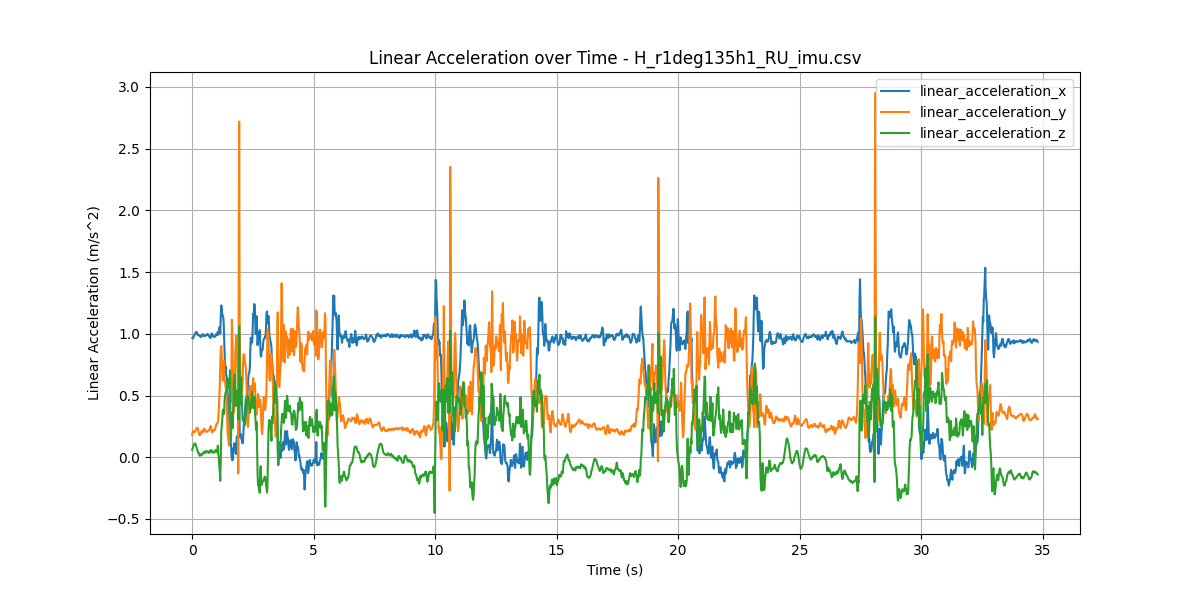 Linear Acceleration over Time - H_r1deg135h1_RU_imu.csv
linear_acceleration_x
linear_acceleration_y
linear_acceleration_z
Linear Acceleration (m/s^2)
3.0
2.5
2.0
1.5
1.0
0.5
0.0
−0.5
0 5 10 15 20 25 30 35
Time (s)